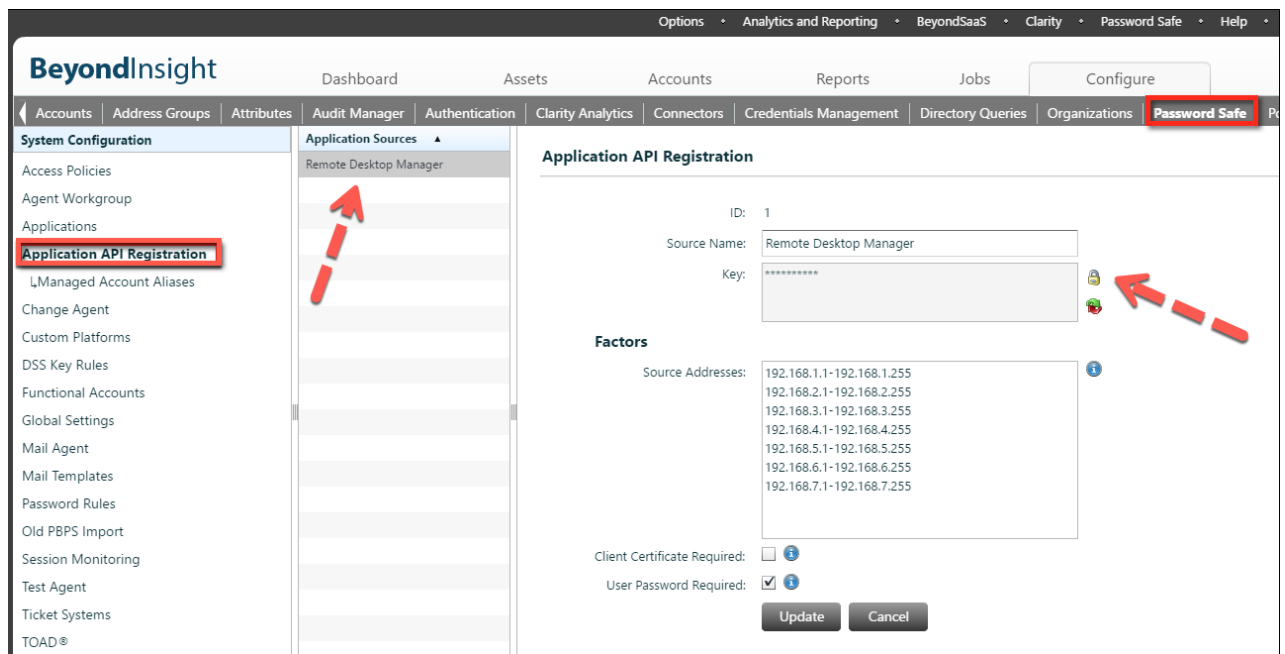 Options • Analytics and Reporting • BeyondSaaS • Clarity • Password Safe • Help •
BeyondInsight
Dashboard Assets Accounts Reports Jobs Configure
Accounts Address Groups Attributes Audit Manager Authentication Clarity Analytics Connectors Credentials Management Directory Queries Organizations Password Safe
System Configuration
Access Policies
Agent Workgroup
Applications
Application API Registration
↳Managed Account Aliases
Change Agent
Custom Platforms
DSS Key Rules
Functional Accounts
Global Settings
Mail Agent
Mail Templates
Password Rules
Old PBPS Import
Session Monitoring
Test Agent
Ticket Systems
TOAD®
Application Sources ▲
Remote Desktop Manager
Application API Registration
ID: 1
Source Name: Remote Desktop Manager
Key: **********
Factors
Source Addresses: 192.168.1.1-192.168.1.255
192.168.2.1-192.168.2.255
192.168.3.1-192.168.3.255
192.168.4.1-192.168.4.255
192.168.5.1-192.168.5.255
192.168.6.1-192.168.6.255
192.168.7.1-192.168.7.255
Client Certificate Required:
User Password Required:
Update Cancel